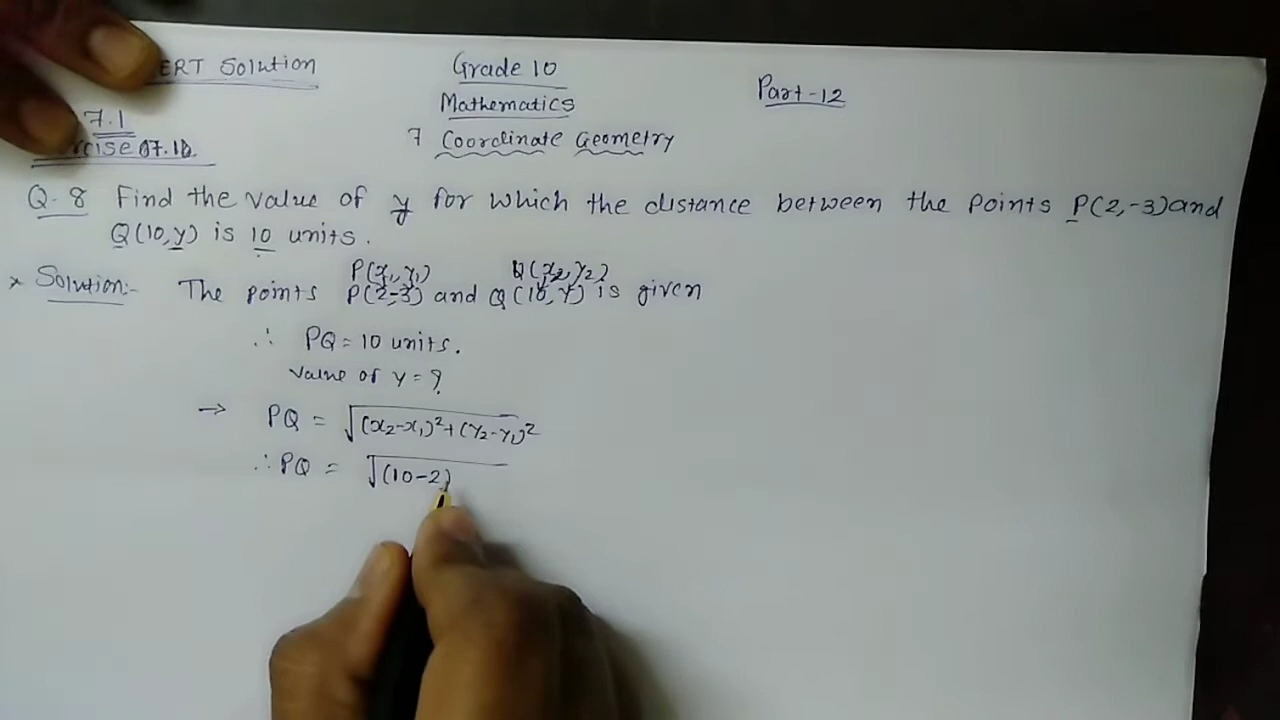 ERT Solution
Grade 10
Mathematics
Part-12
7.1
7 Coordinate Geometry
rcise 07.1
Q.8 Find the value of y for which the distance between the points P(2,-3) and
Q(10,y) is 10 units.
P(x₁,y₁) Q(x₂,y₂)
* Solution:- The points P(2-3) and Q(10,y) is given
∴ PQ = 10 units.
Value of y = ?
→ PQ = √(x₂-x₁)²+(y₂-y₁)²
∴ PQ = √(10-2)